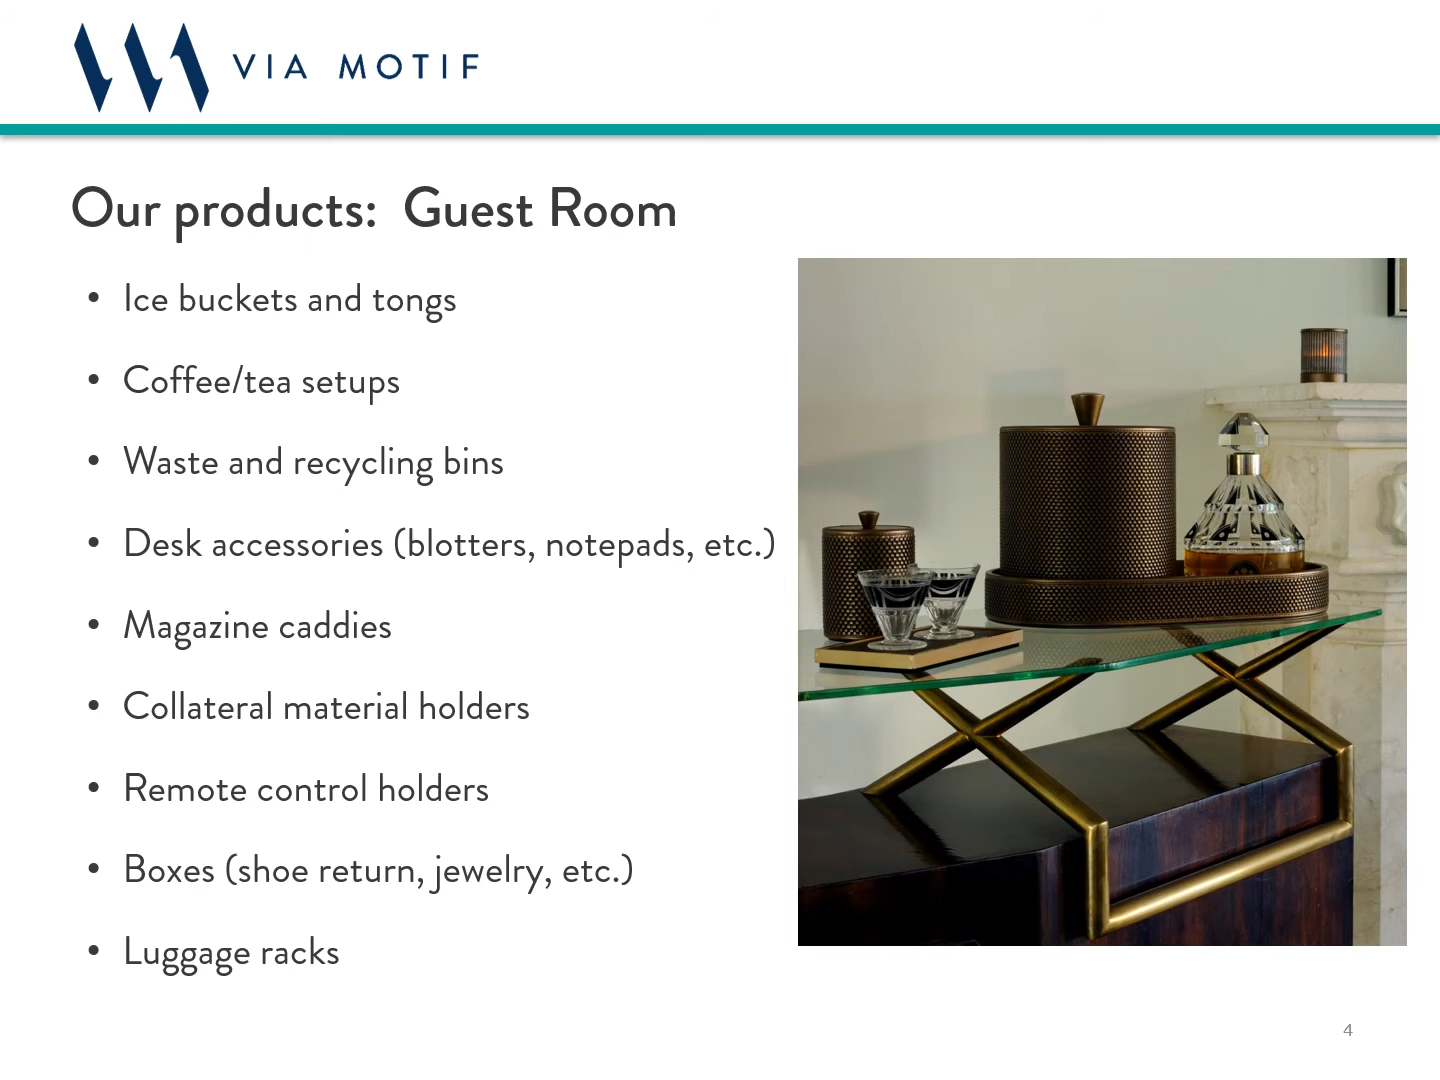 VIA MOTIF
Our products:  Guest Room
• Ice buckets and tongs
• Coffee/tea setups
• Waste and recycling bins
• Desk accessories (blotters, notepads, etc.)
• Magazine caddies
• Collateral material holders
• Remote control holders
• Boxes (shoe return, jewelry, etc.)
• Luggage racks
4